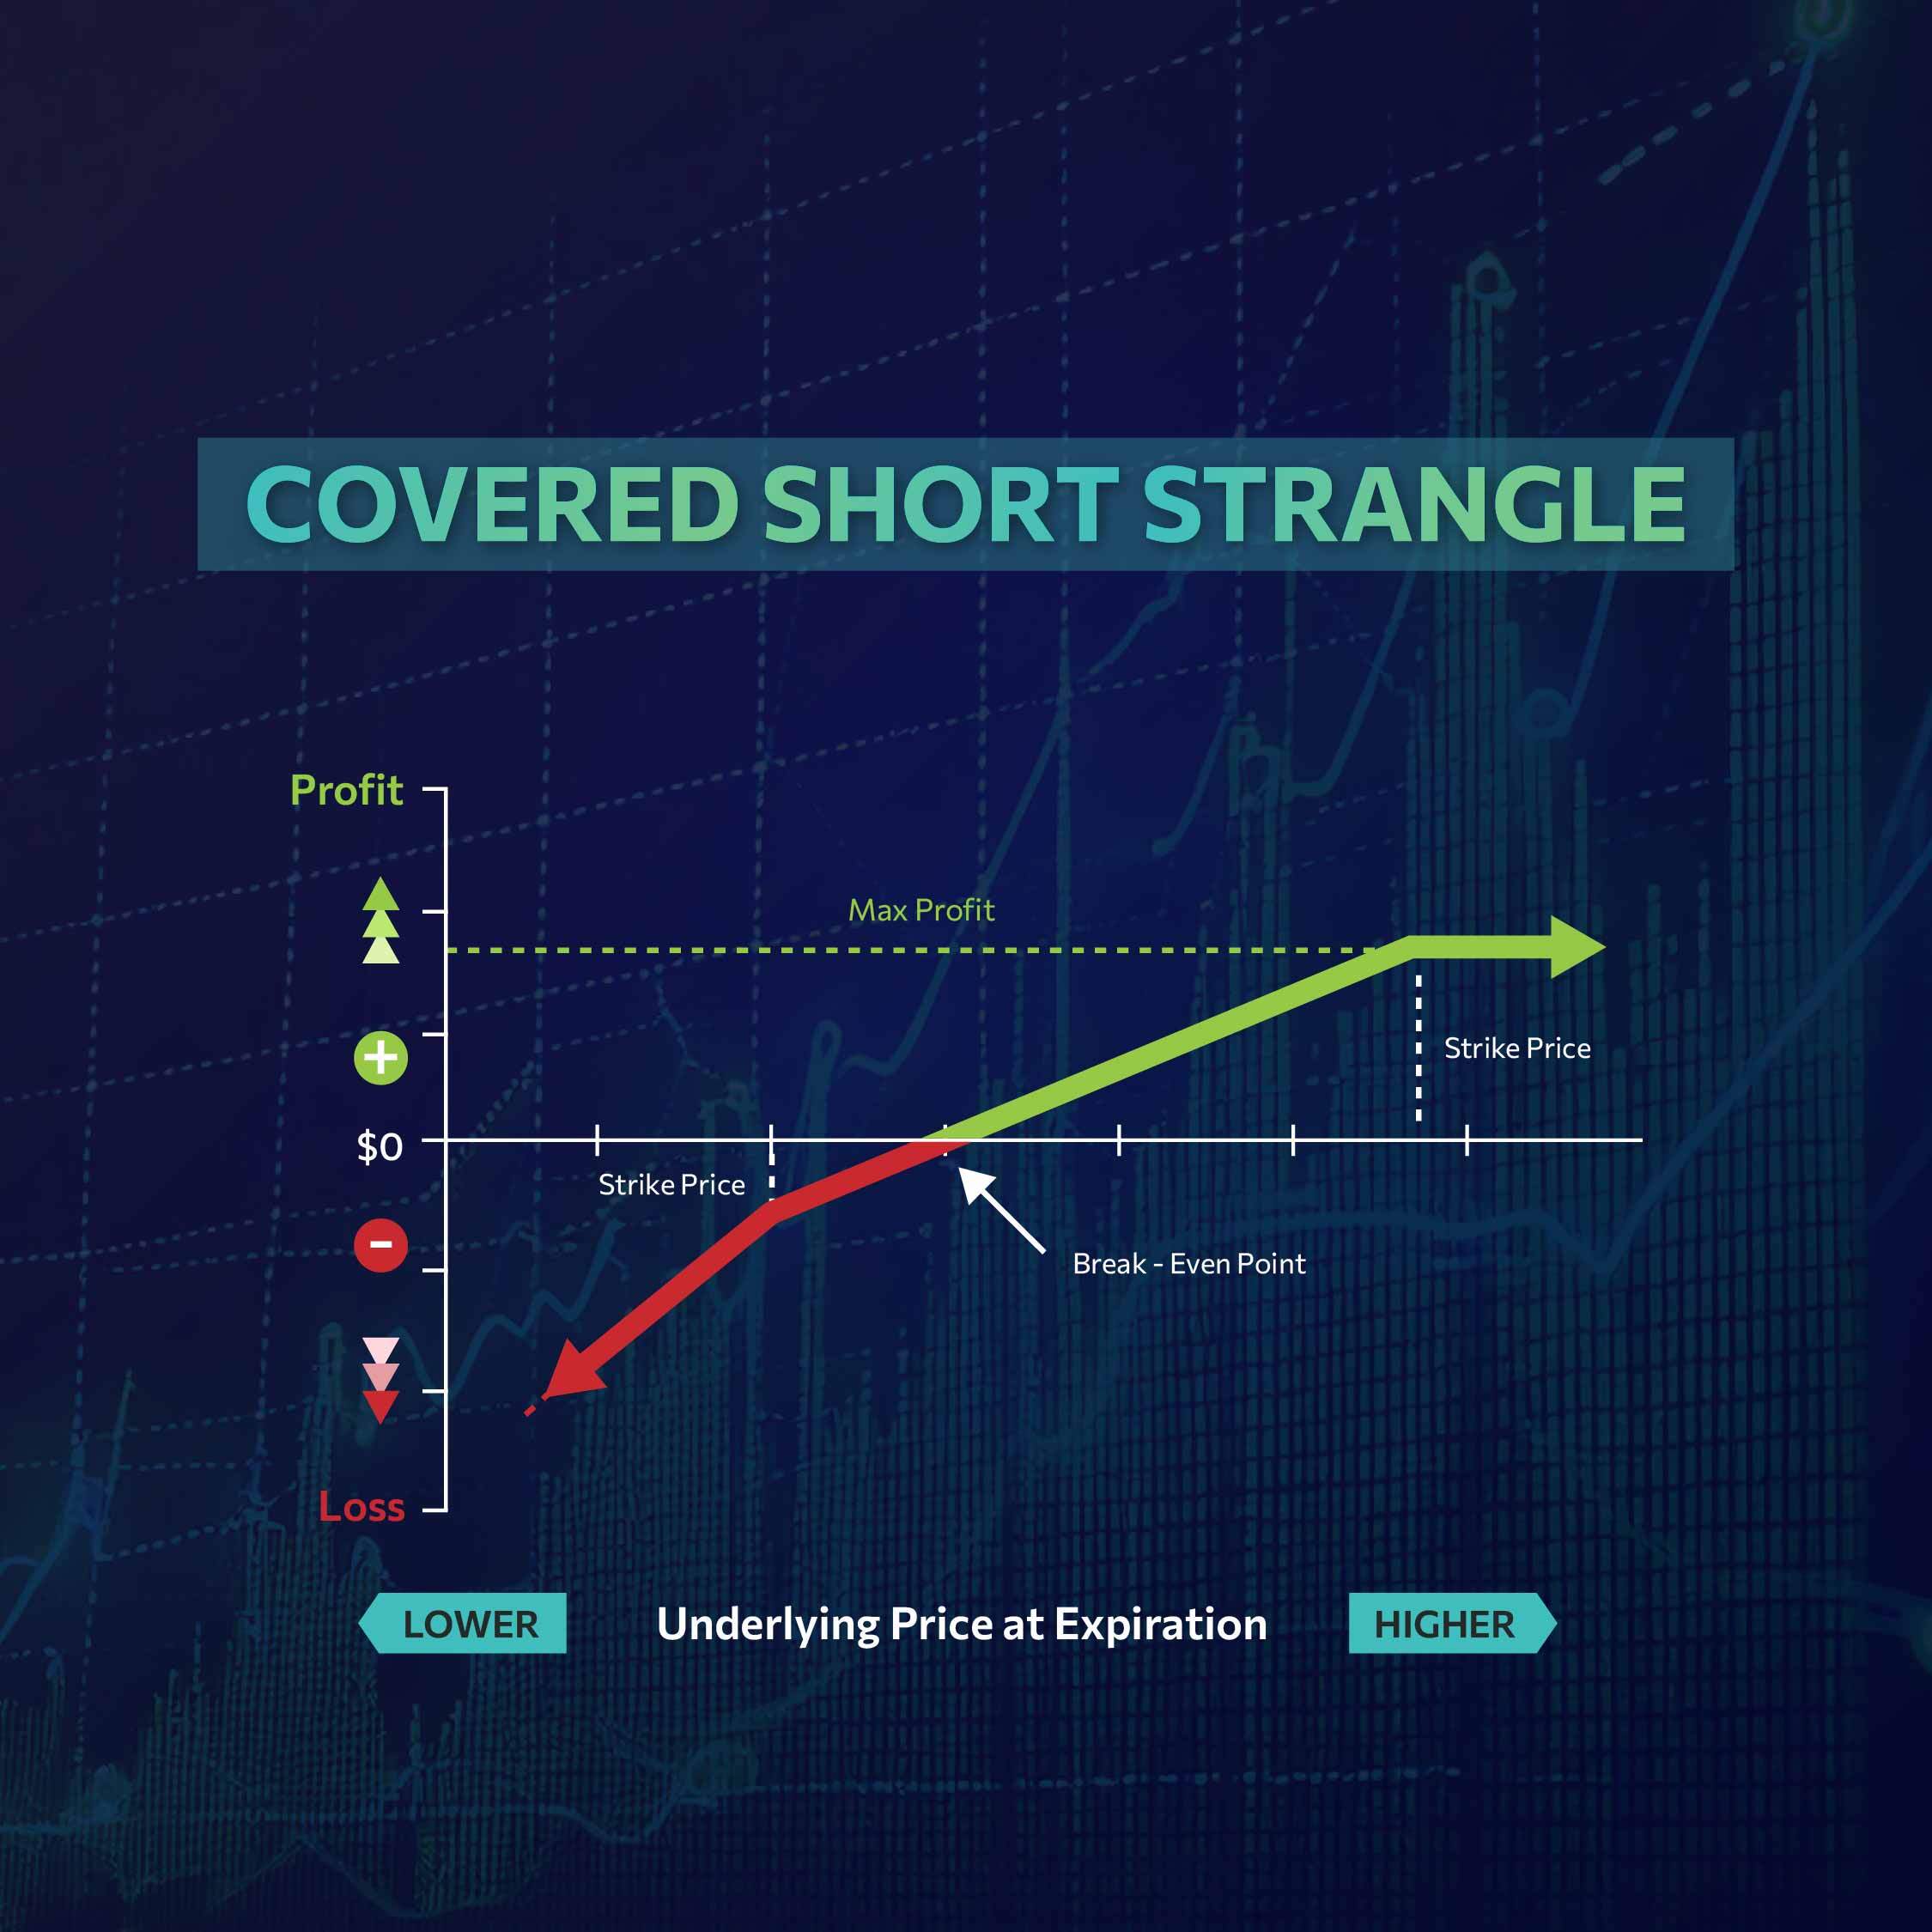 COVERED SHORT STRANGLE
Profit
Max Profit
Strike Price
+
$0
Strike Price
-
Break - Even Point
Loss
LOWER
Underlying Price at Expiration
HIGHER